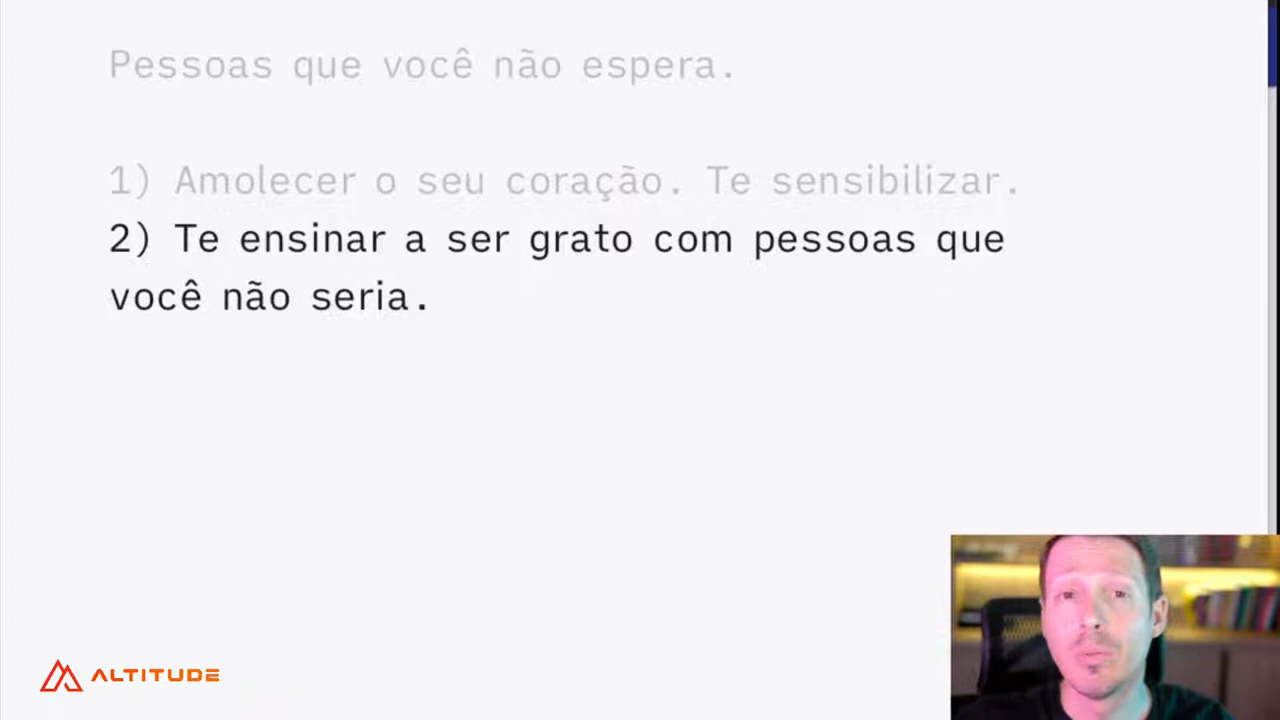 Pessoas que você não espera.
1) Amolecer o seu coração. Te sensibilizar.
2) Te ensinar a ser grato com pessoas que
você não seria.
ALTITUDE